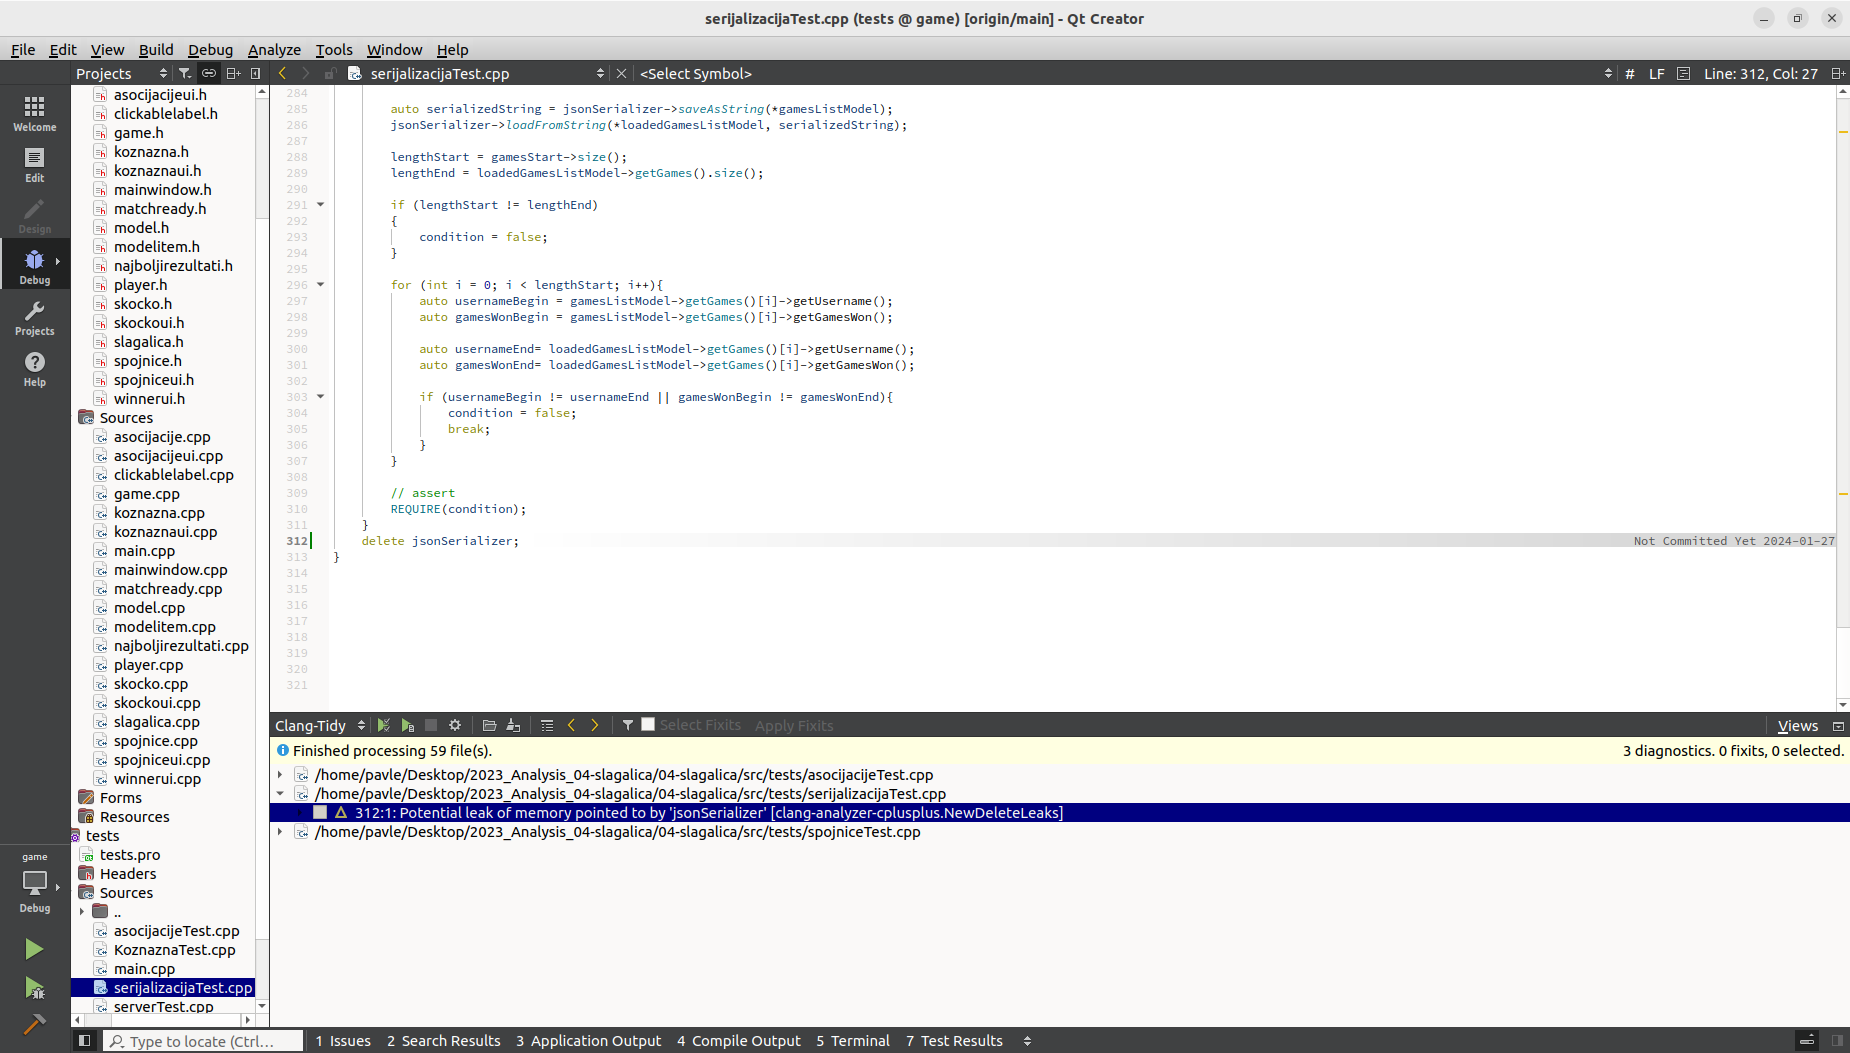 serijalizacijaTest.cpp (tests @ game) [origin/main] - Qt Creator
File Edit View Build Debug Analyze Tools Window Help
Projects
serijalizacijaTest.cpp
<Select Symbol>
# LF Line: 312, Col: 27
Welcome
Edit
Design
Debug
Projects
Help
game
Debug
asocijacijeui.h
clickablelabel.h
game.h
koznazna.h
koznaznaui.h
mainwindow.h
matchready.h
model.h
modelitem.h
najboljirezultati.h
player.h
skocko.h
skockoui.h
slagalica.h
spojnice.h
spojniceui.h
winnerui.h
Sources
asocijacije.cpp
asocijacijeui.cpp
clickablelabel.cpp
game.cpp
koznazna.cpp
koznaznaui.cpp
main.cpp
mainwindow.cpp
matchready.cpp
model.cpp
modelitem.cpp
najboljirezultati.cpp
player.cpp
skocko.cpp
skockoui.cpp
slagalica.cpp
spojnice.cpp
spojniceui.cpp
winnerui.cpp
Forms
Resources
tests
tests.pro
Headers
Sources
..
asocijacijeTest.cpp
KoznaznaTest.cpp
main.cpp
serijalizacijaTest.cpp
serverTest.cpp
284
285 auto serializedString = jsonSerializer->saveAsString(*gamesListModel);
286 jsonSerializer->loadFromString(*loadedGamesListModel, serializedString);
287
288 lengthStart = gamesStart->size();
289 lengthEnd = loadedGamesListModel->getGames().size();
290
291 if (lengthStart != lengthEnd)
292 {
293 condition = false;
294 }
295
296 for (int i = 0; i < lengthStart; i++){
297 auto usernameBegin = gamesListModel->getGames()[i]->getUsername();
298 auto gamesWonBegin = gamesListModel->getGames()[i]->getGamesWon();
299
300 auto usernameEnd= loadedGamesListModel->getGames()[i]->getUsername();
301 auto gamesWonEnd= loadedGamesListModel->getGames()[i]->getGamesWon();
302
303 if (usernameBegin != usernameEnd || gamesWonBegin != gamesWonEnd){
304 condition = false;
305 break;
306 }
307 }
308
309 // assert
310 REQUIRE(condition);
311 }
312 delete jsonSerializer; Not Committed Yet 2024-01-27
313 }
314
315
316
317
318
319
320
321
Clang-Tidy Select Fixits Apply Fixits Views
Finished processing 59 file(s). 3 diagnostics. 0 fixits, 0 selected.
/home/pavle/Desktop/2023_Analysis_04-slagalica/04-slagalica/src/tests/asocijacijeTest.cpp
/home/pavle/Desktop/2023_Analysis_04-slagalica/04-slagalica/src/tests/serijalizacijaTest.cpp
312:1: Potential leak of memory pointed to by 'jsonSerializer' [clang-analyzer-cplusplus.NewDeleteLeaks]
/home/pavle/Desktop/2023_Analysis_04-slagalica/04-slagalica/src/tests/spojniceTest.cpp
Type to locate (Ctrl... 1 Issues 2 Search Results 3 Application Output 4 Compile Output 5 Terminal 7 Test Results